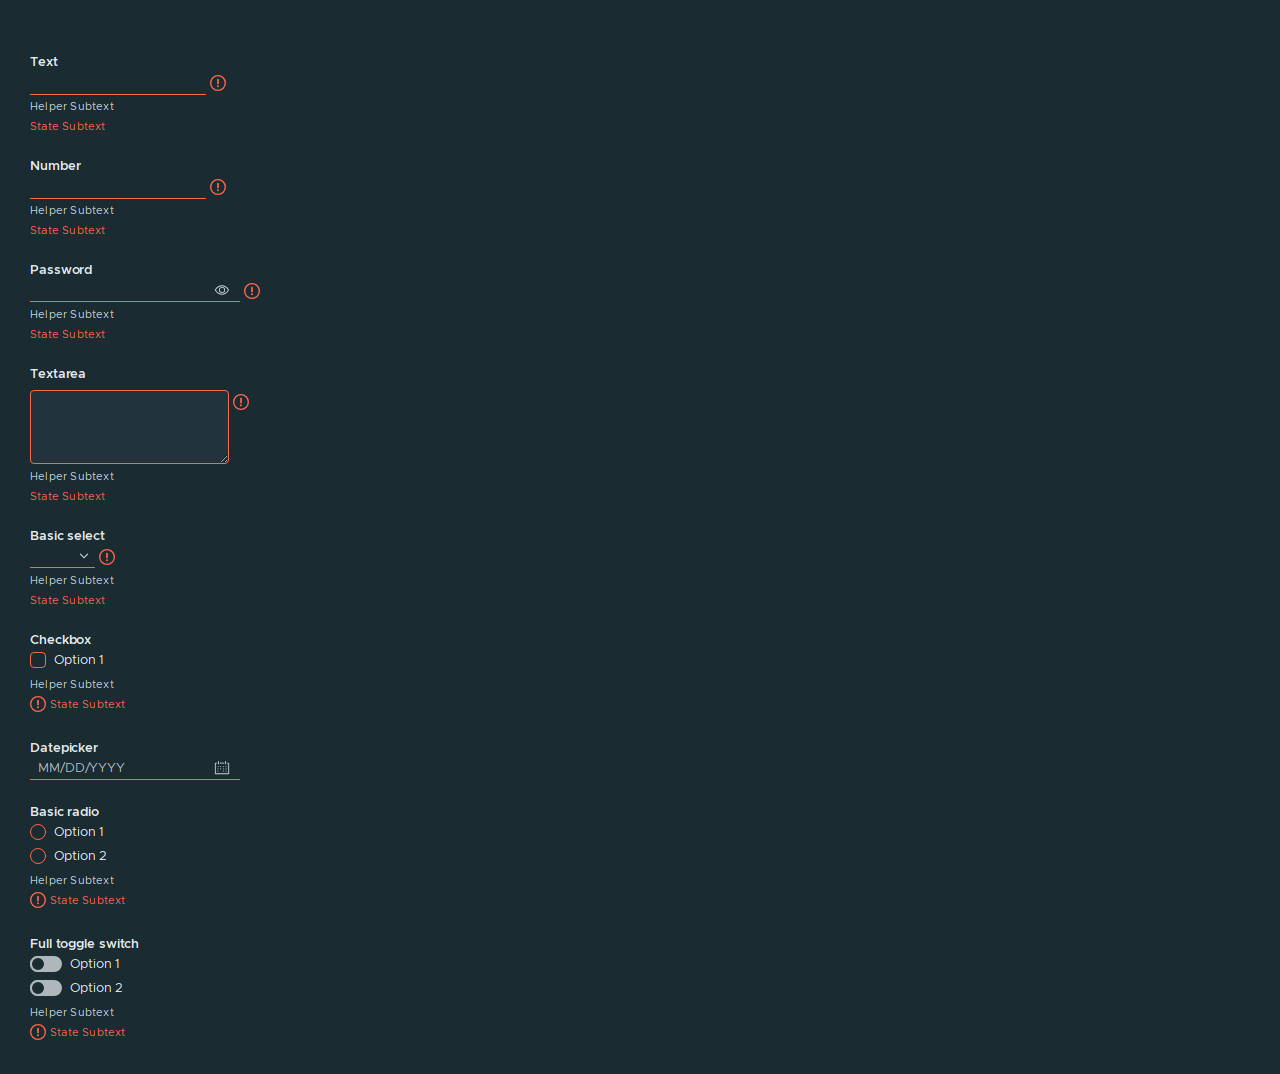 Text
Helper Subtext
State Subtext
Number
Helper Subtext
State Subtext
Password
Helper Subtext
State Subtext
Textarea
Helper Subtext
State Subtext
Basic select
Helper Subtext
State Subtext
Checkbox
Option 1
Helper Subtext
State Subtext
Datepicker
MM/DD/YYYY
Basic radio
Option 1
Option 2
Helper Subtext
State Subtext
Full toggle switch
Option 1
Option 2
Helper Subtext
State Subtext